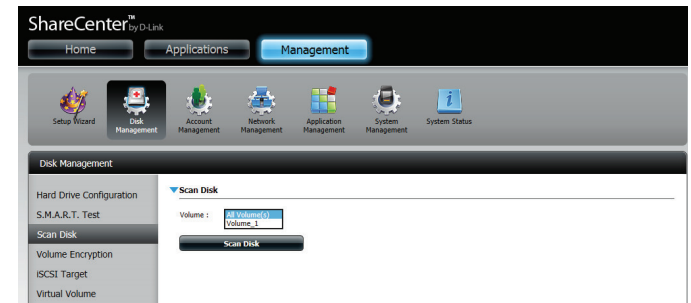 ShareCenter™ by D-Link
Home Applications Management
Setup Wizard
Disk Management
Account Management
Network Management
Application Management
System Management
System Status
Disk Management
Hard Drive Configuration
S.M.A.R.T. Test
Scan Disk
Volume Encryption
iSCSI Target
Virtual Volume
Scan Disk
Volume : All Volume(s)
Volume_1
Scan Disk